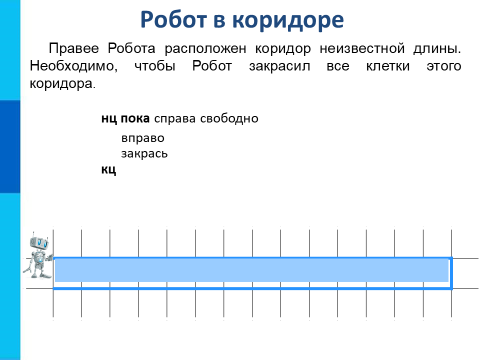 Робот в коридоре
Правее Робота расположен коридор неизвестной длины.
Необходимо, чтобы Робот закрасил все клетки этого
коридора.
нц пока справа свободно
вправо
закрась
кц